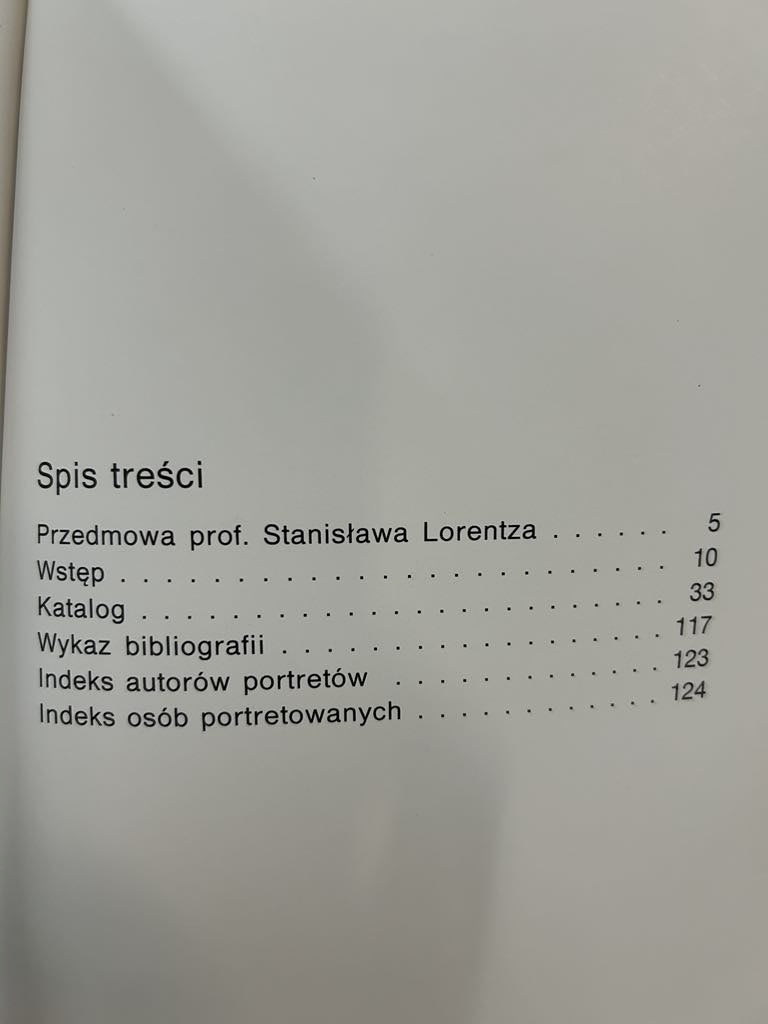 Spis treści
Przedmowa prof. Stanisława Lorentza . . . . . . 5
Wstęp . . . . . . . . . . . . . . . . . . . . . . 10
Katalog . . . . . . . . . . . . . . . . . . . . . 33
Wykaz bibliografii . . . . . . . . . . . . . . 117
Indeks autorów portretów . . . . . . . . . . 123
Indeks osób portretowanych . . . . . . . . . 124